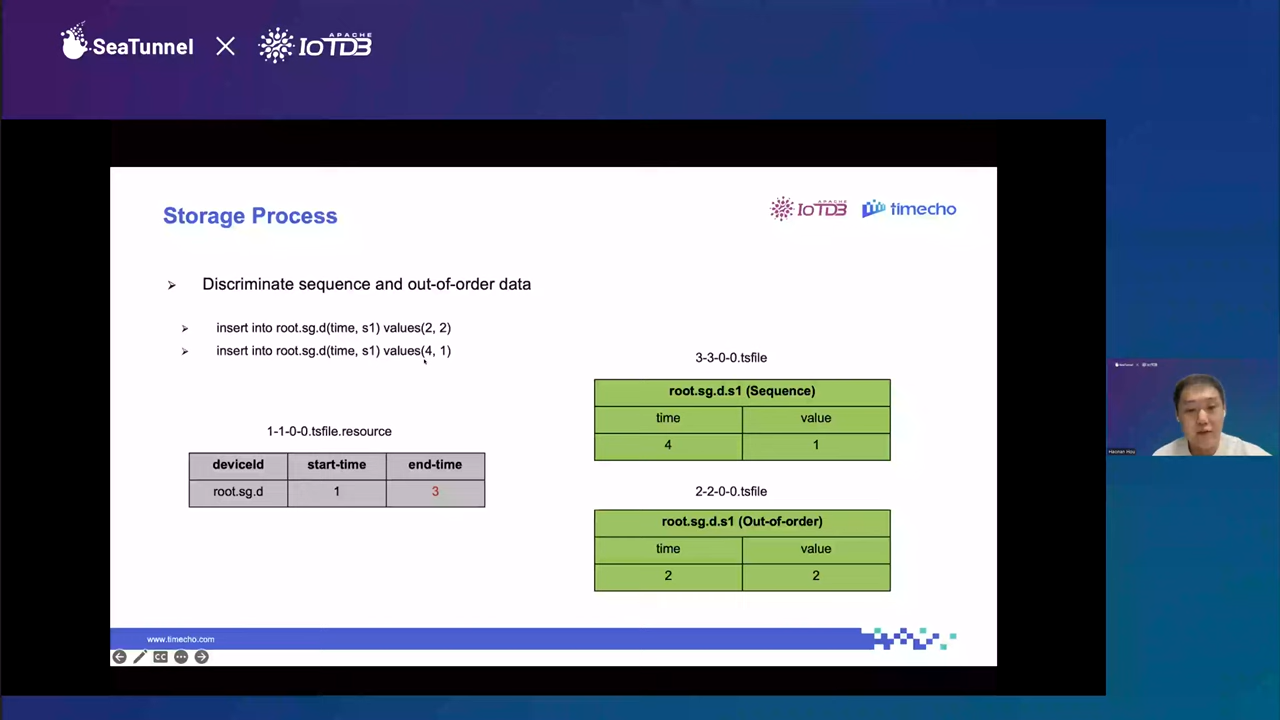 SeaTunnel
APACHE
IOTDB
Storage Process
APACHE
IOTDB
timecho
Discriminate sequence and out-of-order data
insert into root.sg.d(time, s1) values(2, 2)
insert into root.sg.d(time, s1) values(4, 1)
3-3-0-0.tsfile
root.sg.d.s1 (Sequence)
time value
4 1
1-1-0-0.tsfile.resource
deviceId start-time end-time
root.sg.d 1 3
2-2-0-0.tsfile
root.sg.d.s1 (Out-of-order)
time value
2 2
www.timecho.com
CC